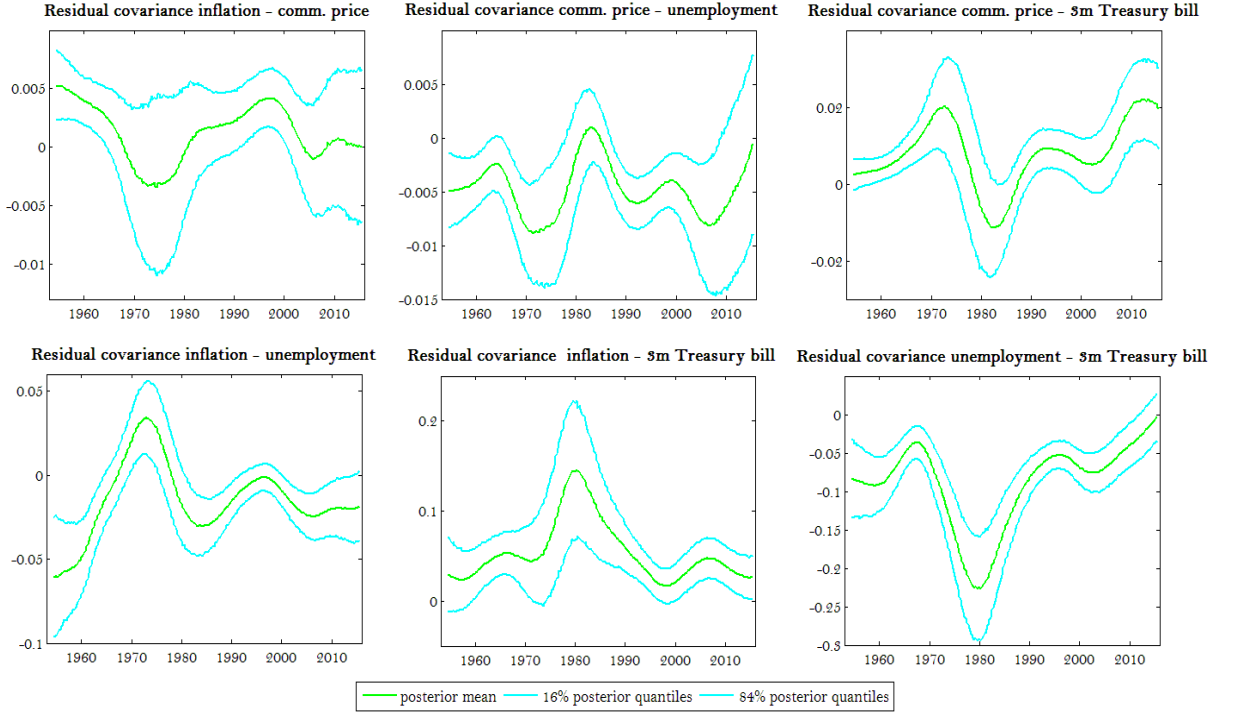 Residual covariance inflation - comm. price
Residual covariance comm. price - unemployment
Residual covariance comm. price - 3m Treasury bill
0.005
0
-0.005
-0.01
1960 1970 1980 1990 2000 2010
0.005
0
-0.005
-0.01
-0.015
1960 1970 1980 1990 2000 2010
0.02
0
-0.02
1960 1970 1980 1990 2000 2010
Residual covariance inflation - unemployment
Residual covariance inflation - 3m Treasury bill
Residual covariance unemployment - 3m Treasury bill
0.05
0
-0.05
-0.1
1960 1970 1980 1990 2000 2010
0.2
0.1
0
1960 1970 1980 1990 2000 2010
0
-0.05
-0.1
-0.15
-0.2
-0.25
-0.3
1960 1970 1980 1990 2000 2010
posterior mean 16% posterior quantiles 84% posterior quantiles